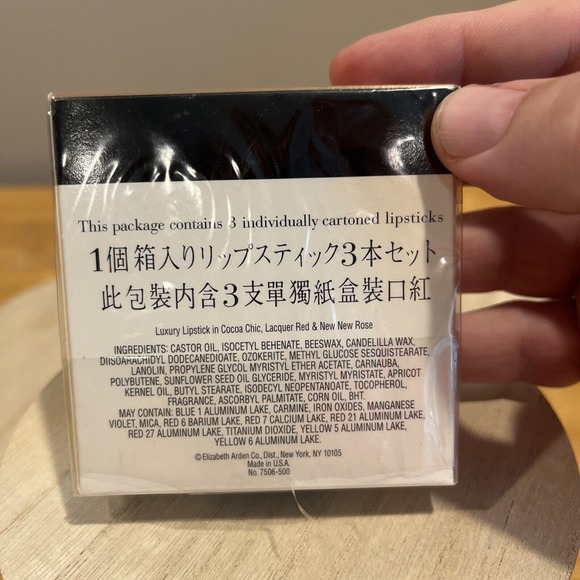 This package contains 3 individually cartoned lipsticks
1個箱入りリップスティック3本セット
此包裝内含3支單獨紙盒裝口紅
Luxury Lipstick in Cocoa Chic, Lacquer Red & New New Rose
INGREDIENTS: CASTOR OIL, ISOCETYL BEHENATE, BEESWAX, CANDELILLA WAX,
DIISOARACHIDYL DODECANEDIOATE, OZOKERITE, METHYL GLUCOSE SESQUISTEARATE,
LANOLIN, PROPYLENE GLYCOL MYRISTYL ETHER ACETATE, CARNAUBA,
POLYBUTENE, SUNFLOWER SEED OIL GLYCERIDE, MYRISTYL MYRISTATE, APRICOT
KERNEL OIL, BUTYL STEARATE, ISODECYL NEOPENTANOATE, TOCOPHEROL,
FRAGRANCE, ASCORBYL PALMITATE, CORN OIL, BHT.
MAY CONTAIN: BLUE 1 ALUMINUM LAKE, CARMINE, IRON OXIDES, MANGANESE
VIOLET, MICA, RED 6 BARIUM LAKE, RED 7 CALCIUM LAKE, RED 21 ALUMINUM LAKE,
RED 27 ALUMINUM LAKE, TITANIUM DIOXIDE, YELLOW 5 ALUMINUM LAKE,
YELLOW 6 ALUMINUM LAKE.
©Elizabeth Arden Co., Dist., New York, NY 10105
Made in U.S.A.
No. 7506-500